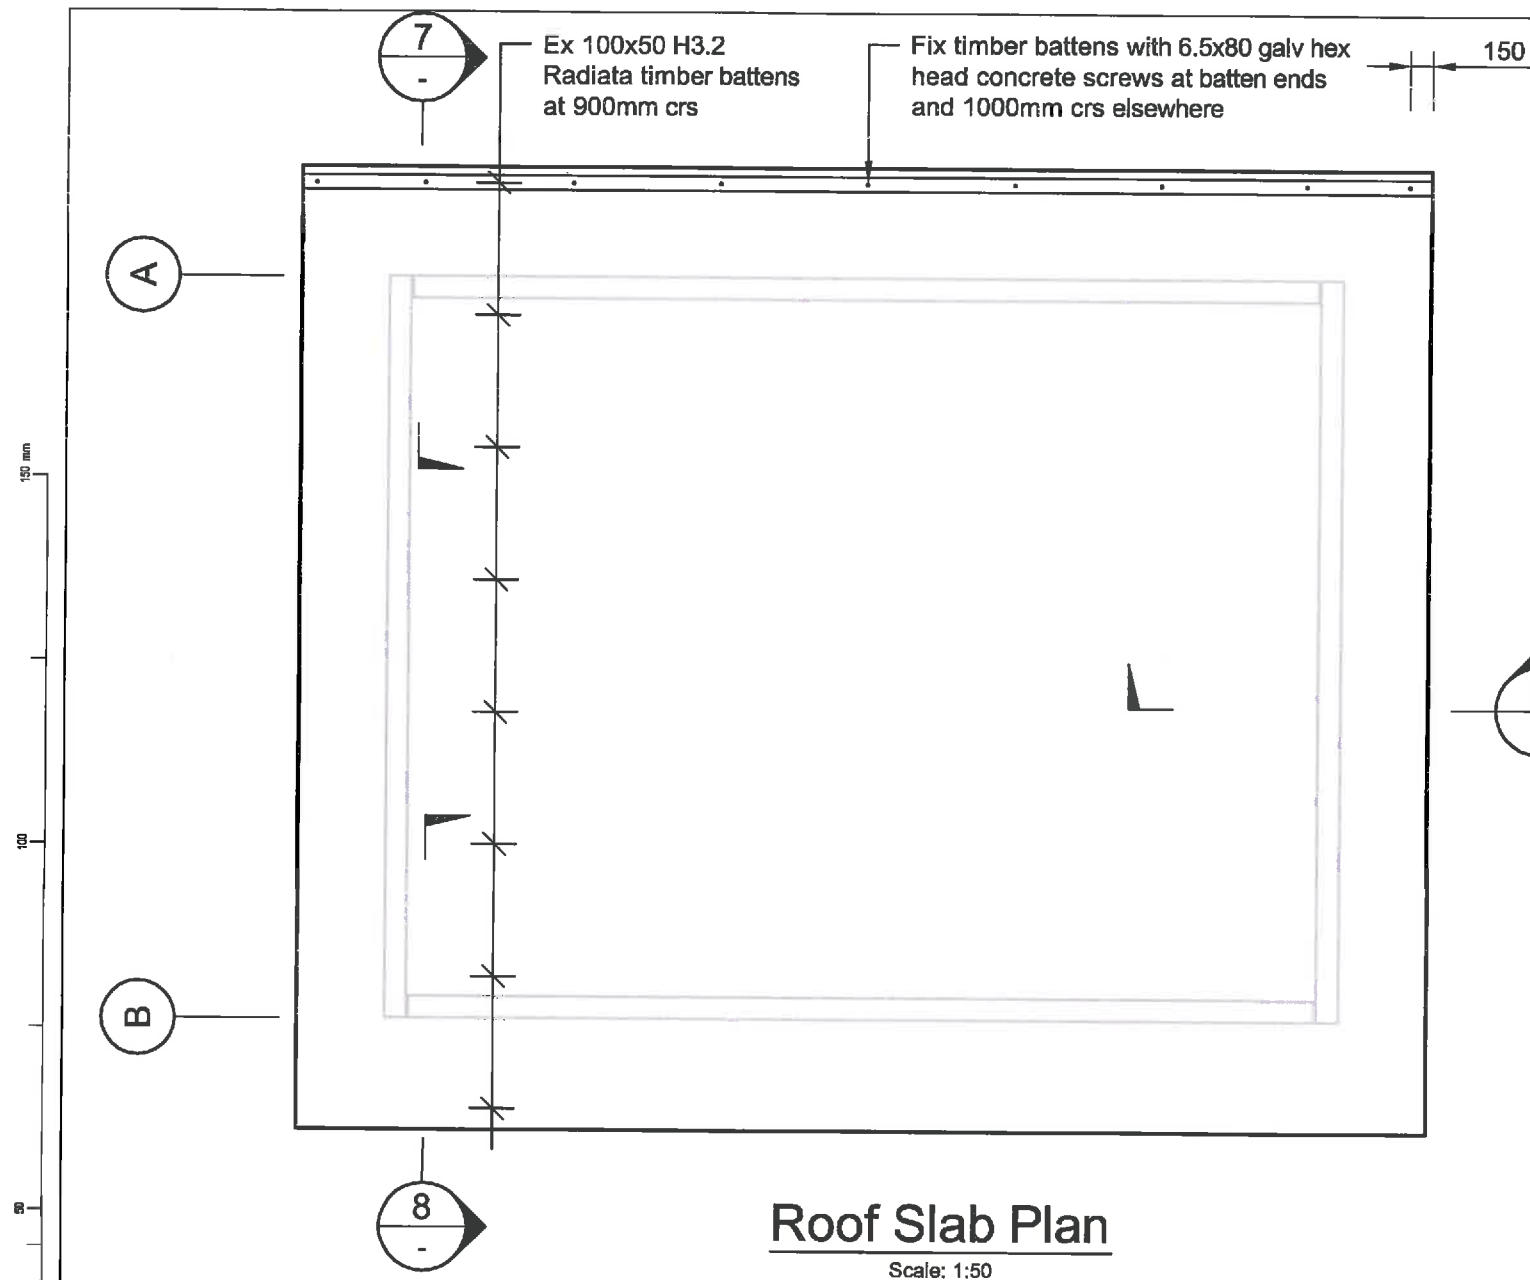 7
-
Ex 100x50 H3.2
Radiata timber battens
at 900mm crs
Fix timber battens with 6.5x80 galv hex
head concrete screws at batten ends
and 1000mm crs elsewhere
150
A
150 mm
100
B
50
8
-
Roof Slab Plan
Scale: 1:50